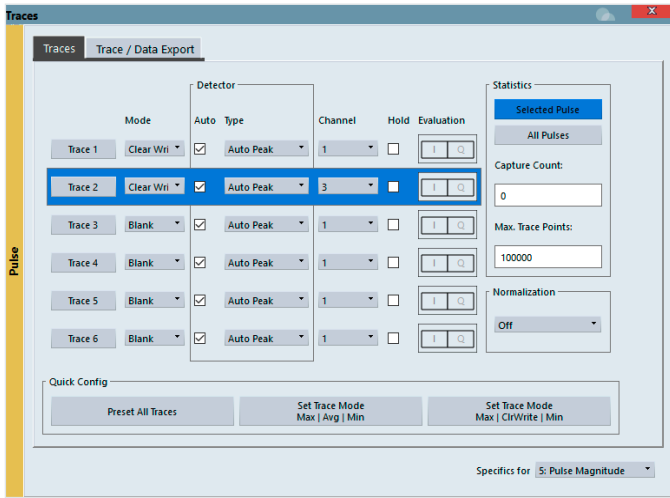 Traces
X
Traces Trace / Data Export
Detector
Statistics
Mode Auto Type Channel Hold Evaluation
Selected Pulse
All Pulses
Trace 1 Clear Wri Auto Peak 1 I Q
Capture Count:
Trace 2 Clear Wri Auto Peak 3 I Q
0
Trace 3 Blank Auto Peak 1 I Q
Max. Trace Points:
100000
Trace 4 Blank Auto Peak 1 I Q
Pulse
Trace 5 Blank Auto Peak 1 I Q
Normalization
Off
Trace 6 Blank Auto Peak 1 I Q
Quick Config
Preset All Traces
Set Trace Mode
Max | Avg | Min
Set Trace Mode
Max | ClrWrite | Min
Specifics for 5: Pulse Magnitude